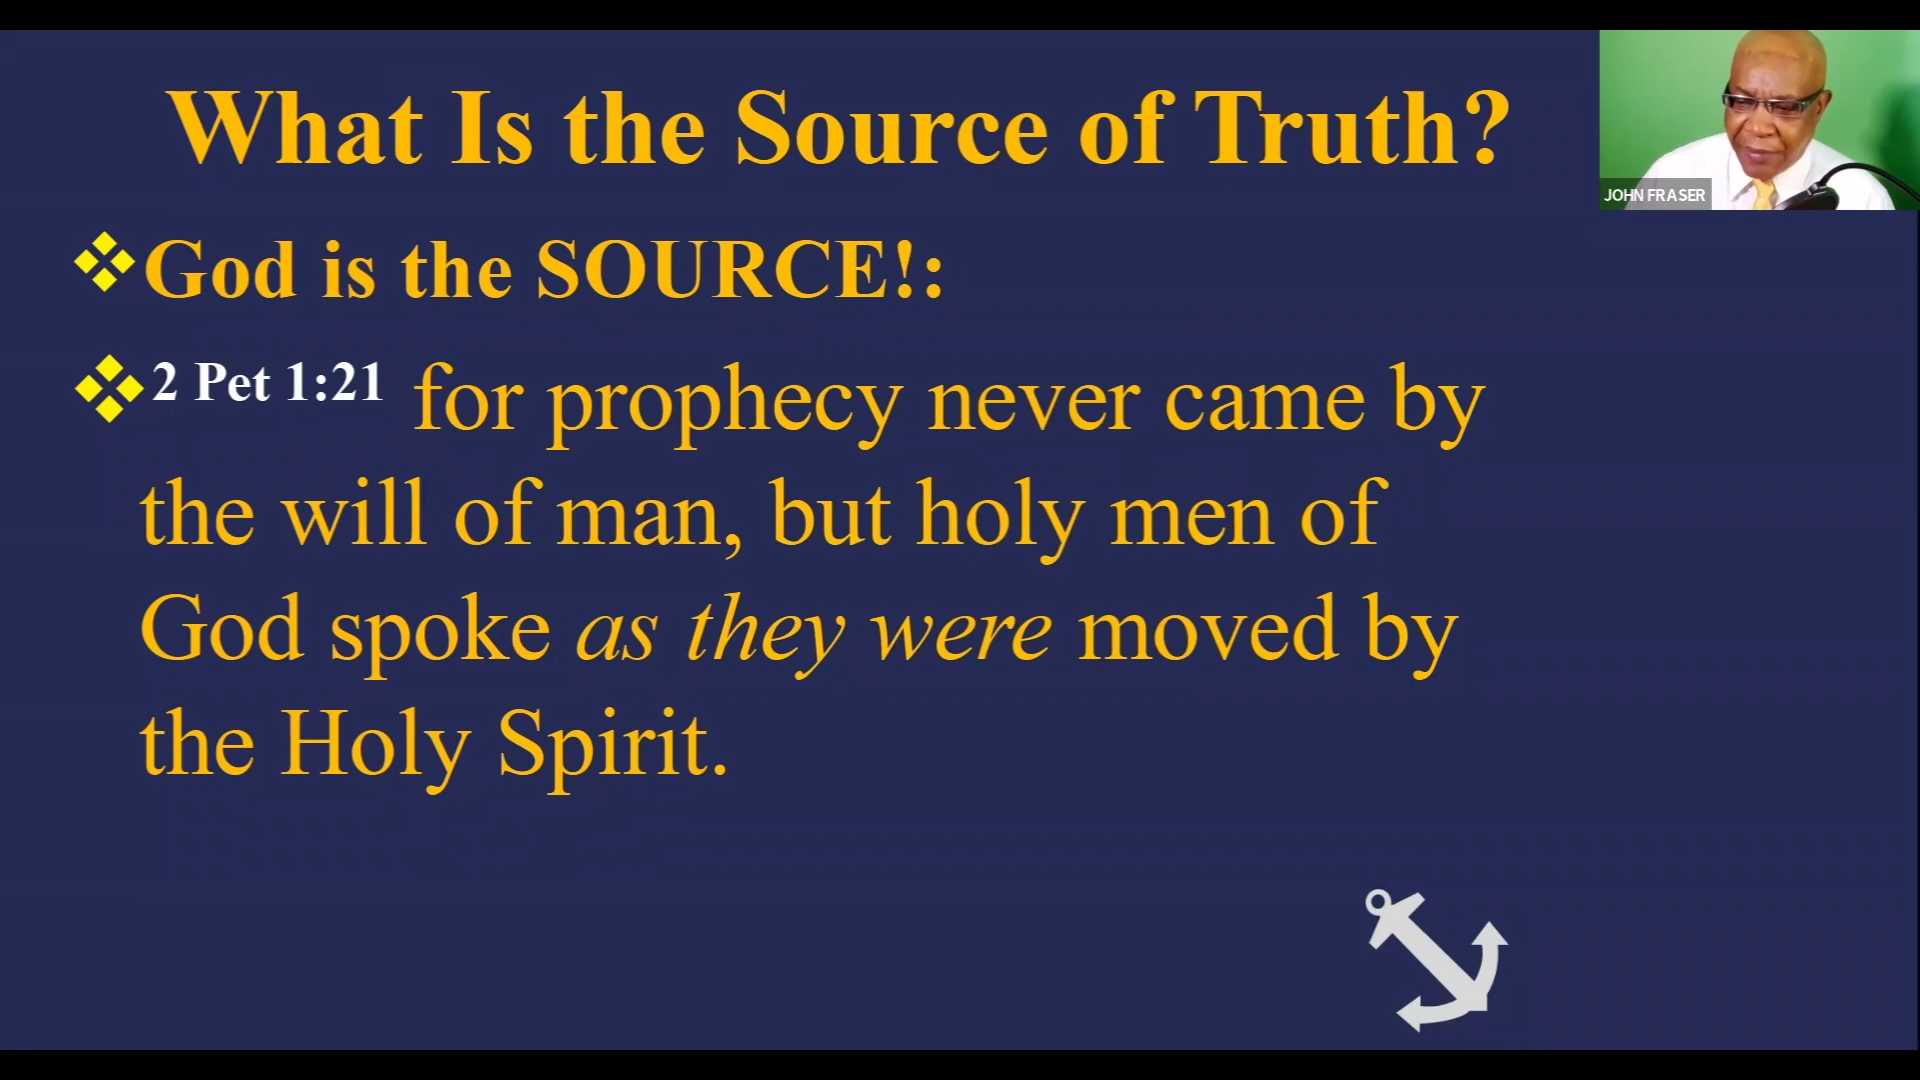 What Is the Source of Truth?
JOHN FRASER
God is the SOURCE!:
2 Pet 1:21 for prophecy never came by
the will of man, but holy men of
God spoke as they were moved by
the Holy Spirit.